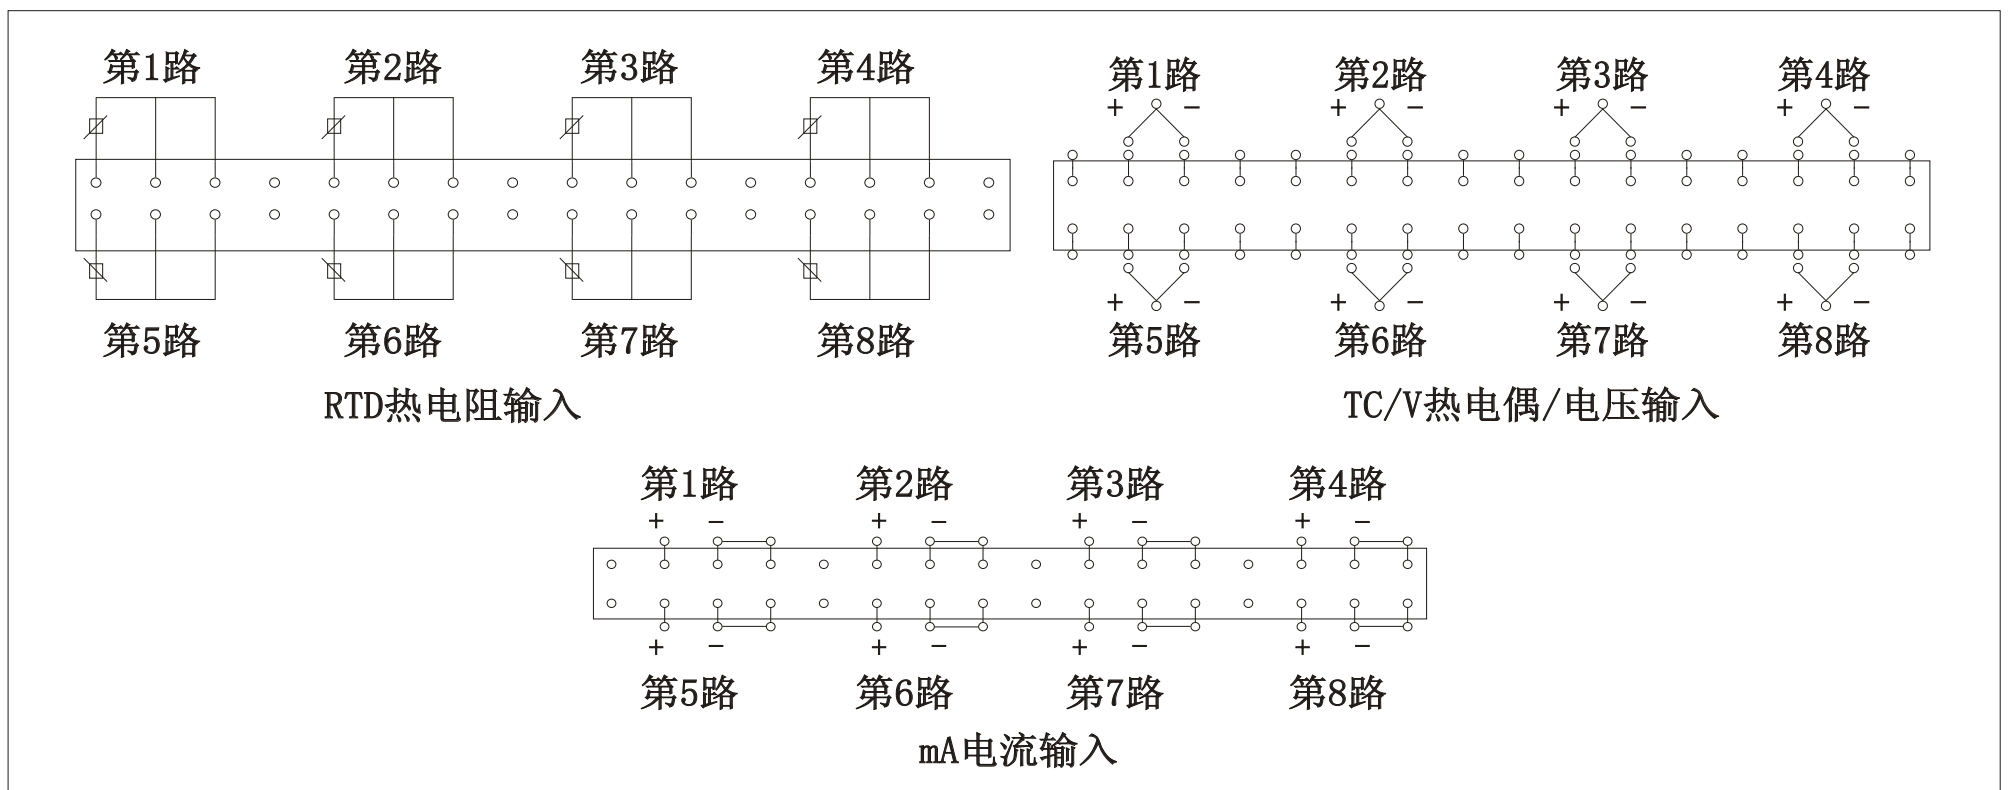 第1路 第2路 第3路 第4路
第5路 第6路 第7路 第8路
RTD热电阻输入
第1路 第2路 第3路 第4路
+ - + - + - + -
+ - + - + - + -
第5路 第6路 第7路 第8路
TC/V热电偶/电压输入
第1路 第2路 第3路 第4路
+ - + - + - + -
+ - + - + - + -
第5路 第6路 第7路 第8路
mA电流输入